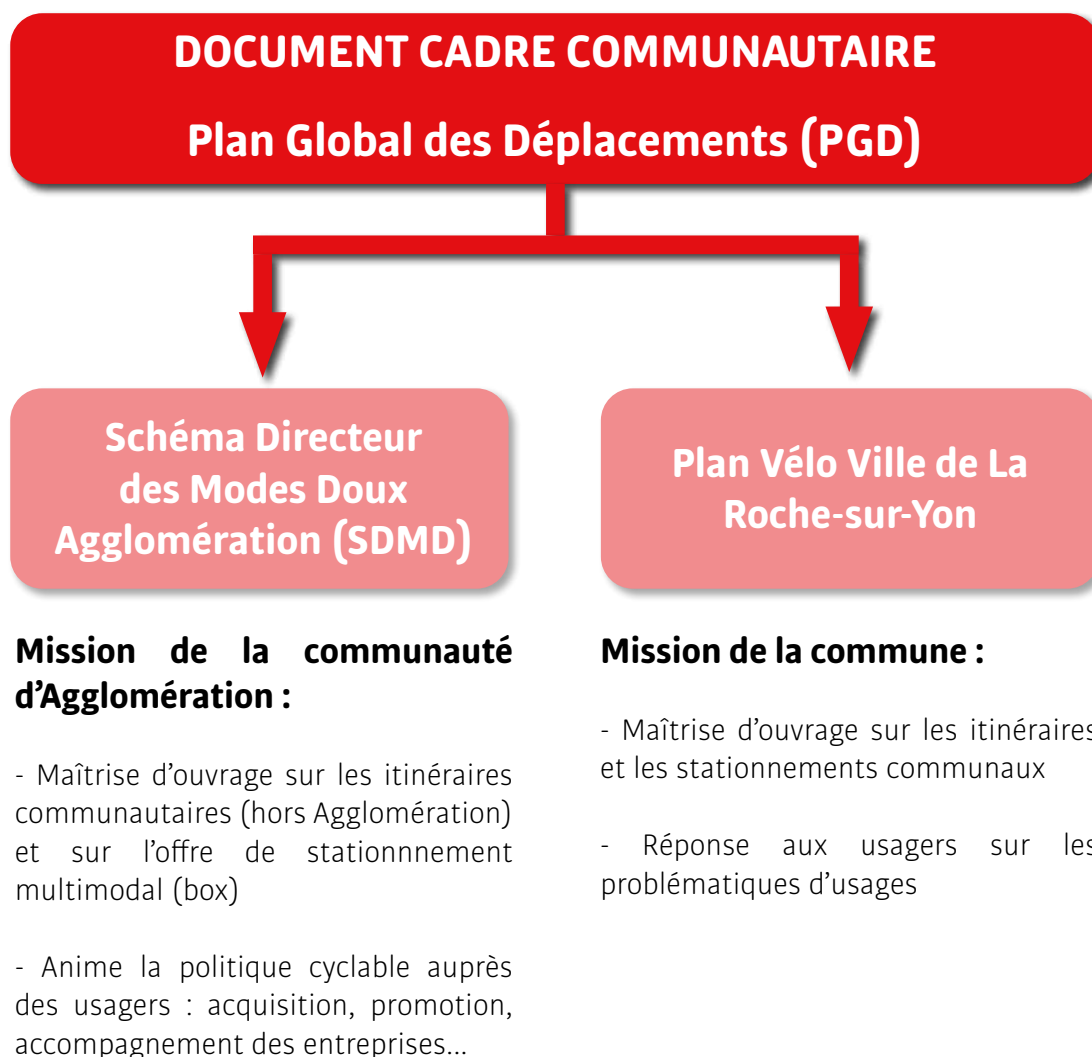 DOCUMENT CADRE COMMUNAUTAIRE
Plan Global des Déplacements (PGD)
Schéma Directeur
des Modes Doux
Agglomération (SDMD)
Mission de la communauté
d'Agglomération :
- Maîtrise d'ouvrage sur les itinéraires
communautaires (hors Agglomération)
et sur l'offre de stationnnement
multimodal (box)
- Anime la politique cyclable auprès
des usagers : acquisition, promotion,
accompagnement des entreprises...
Plan Vélo Ville de La
Roche-sur-Yon
Mission de la commune :
- Maîtrise d'ouvrage sur les itinéraires
et les stationnements communaux
- Réponse aux usagers sur les
problématiques d'usages